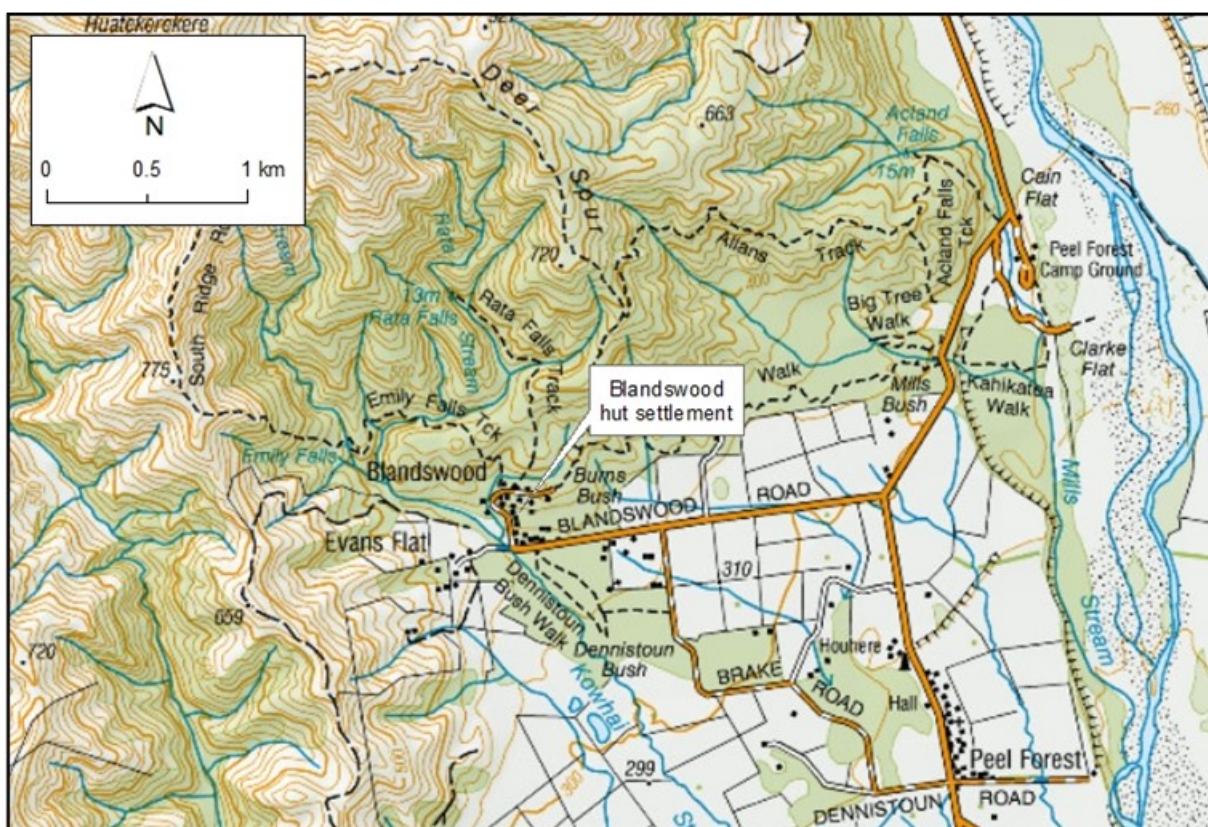 Huatekerekere
527
N
0 0.5 1 km
Deer
Spur
663
Acland
Falls
15m
Acland Falls
Tck
Cain
Flat
260
Allans Track
400
Peel Forest
Camp Ground
720
Rata
Stream
13m
Rata Falls
Rata Falls
Track
Big Tree
Walk
Clarke
Flat
South Ridge
775
Walk
Mills
Bush
Kahikatea
Walk
Blandswood
hut settlement
Emily Falls Tck
Emily Falls
Blandswood
Burns
Bush
BLANDSWOOD ROAD
Mills
Stream
Evans Flat
310
Dennistoun
Bush Walk
659
720
Dennistoun
Bush
Houhere
BRAKE
ROAD
Hall
Kowhai
300
299
Peel Forest
DENNISTOUN ROAD